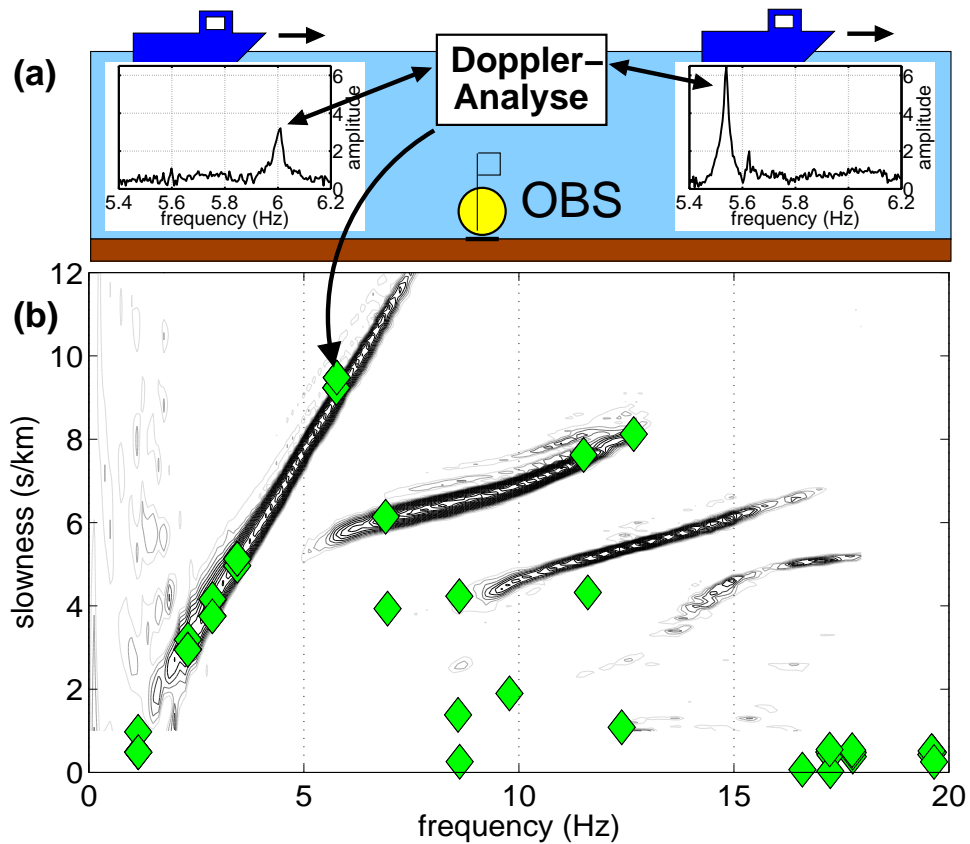 (a)
Doppler–
Analyse
6
4
2
0
amplitude
5.4 5.6 5.8 6 6.2
frequency (Hz)
OBS
6
4
2
0
amplitude
5.4 5.6 5.8 6 6.2
frequency (Hz)
(b)
12
10
8
6
4
2
0
slowness (s/km)
0 5 10 15 20
frequency (Hz)